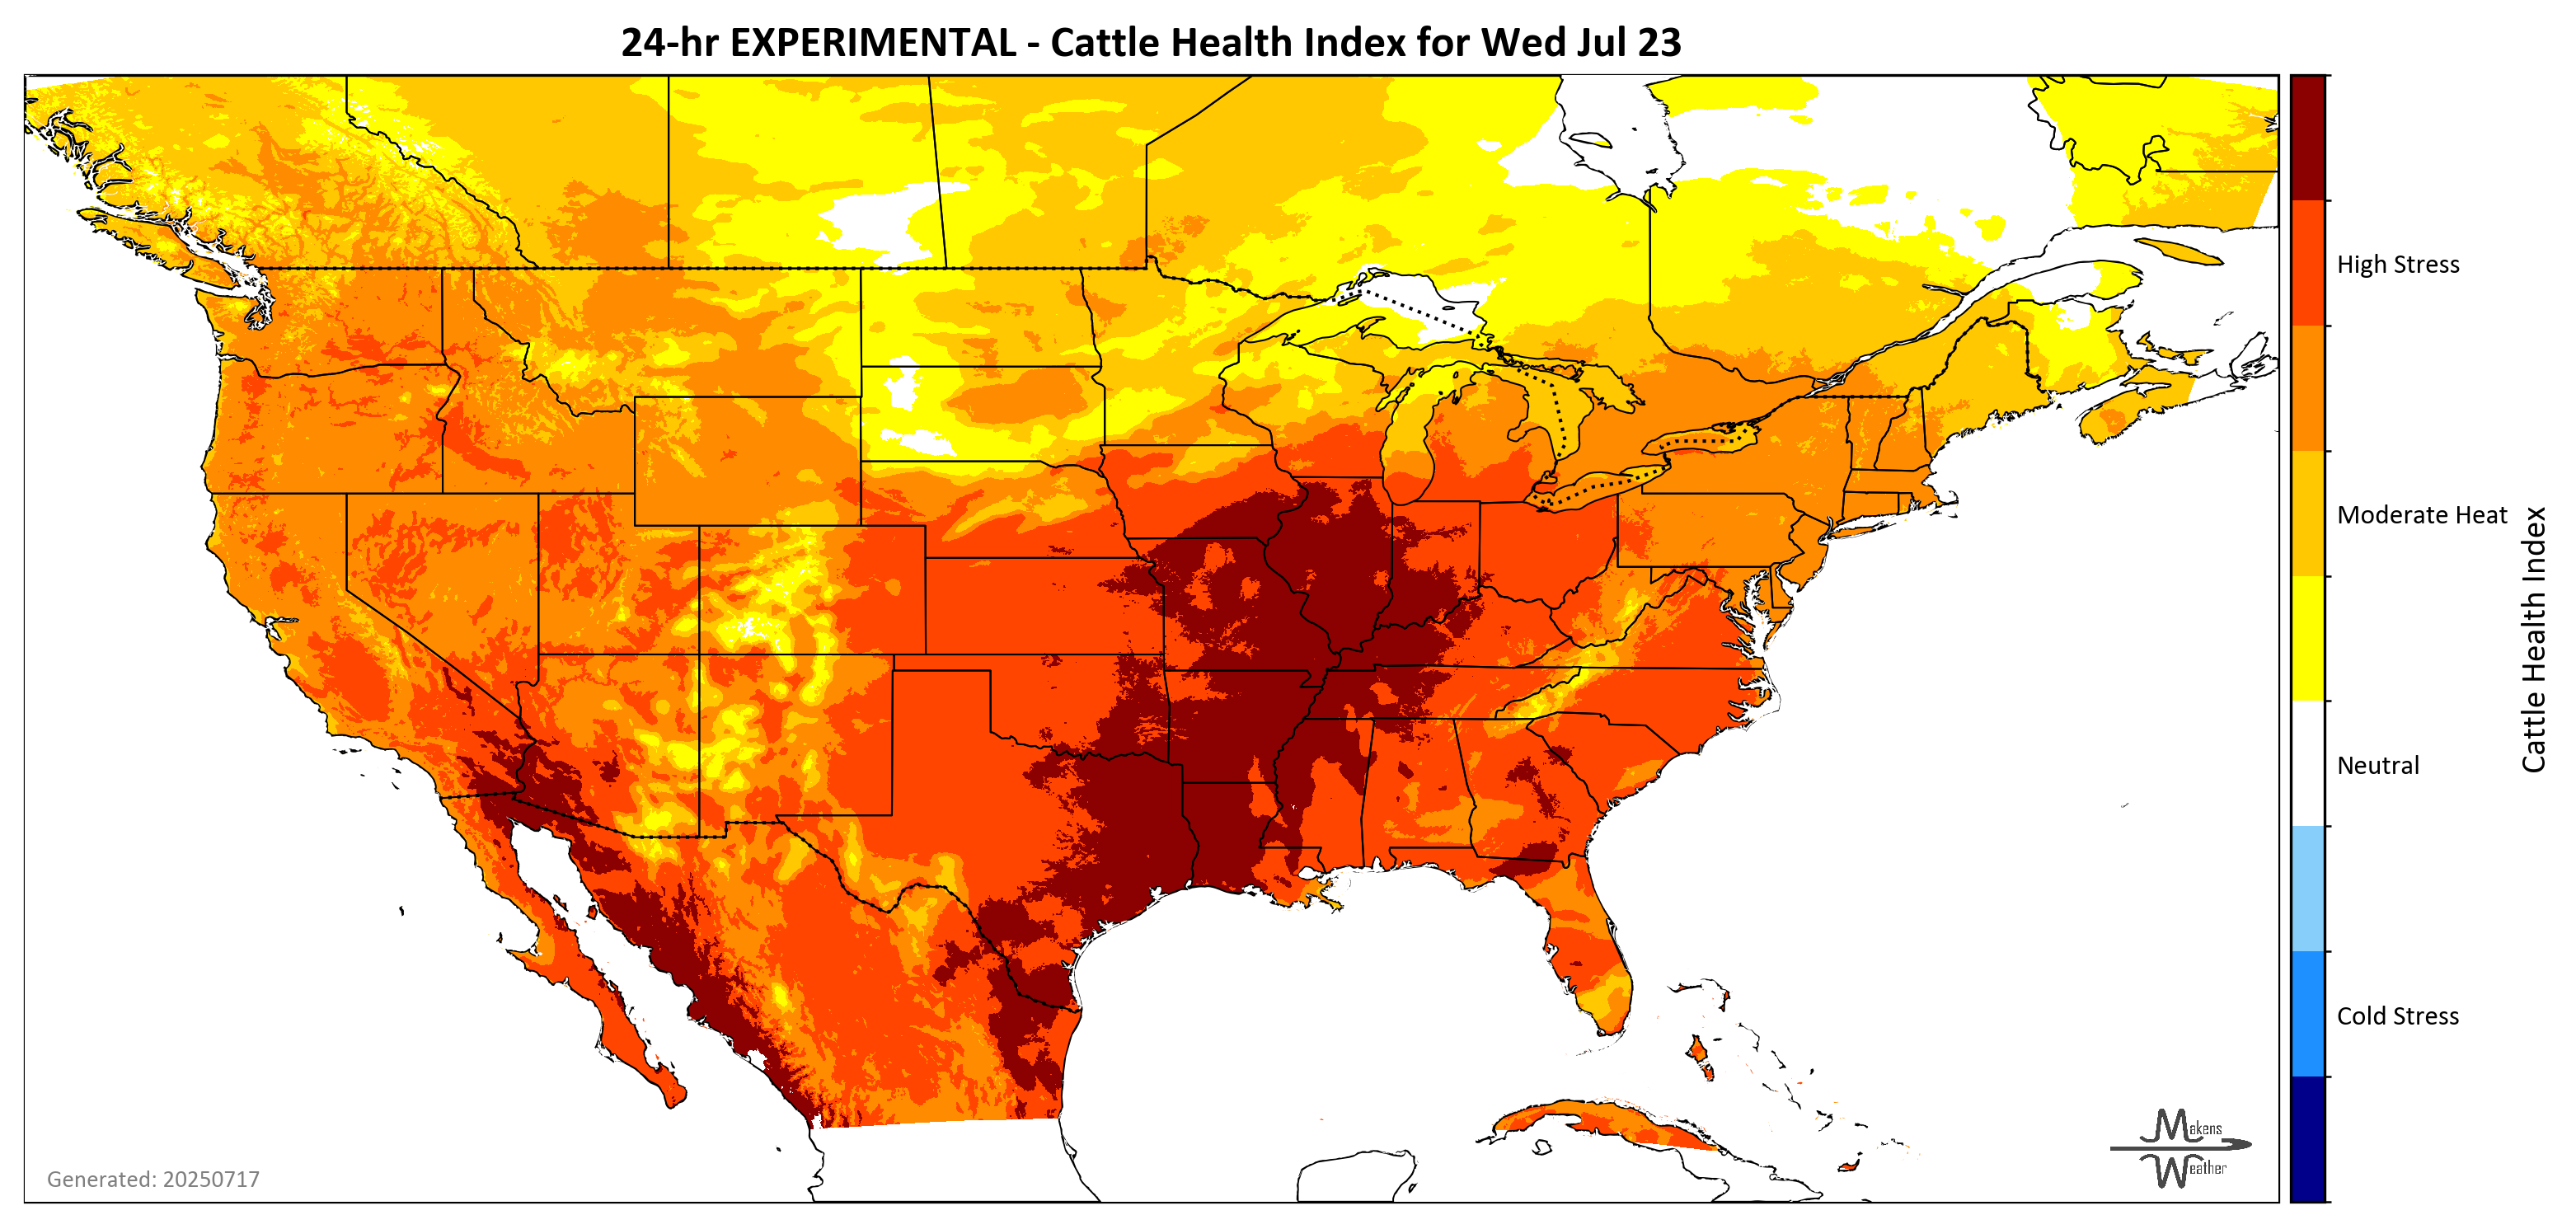 24-hr EXPERIMENTAL - Cattle Health Index for Wed Jul 23
High Stress
Moderate Heat
Neutral
Cold Stress
Cattle Health Index
Generated: 20250717
Makens
Weather